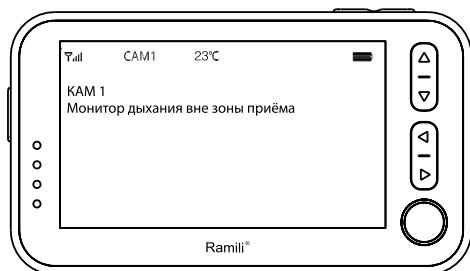 CAM1 23℃
КАМ 1
Монитор дыхания вне зоны приёма
Ramili®